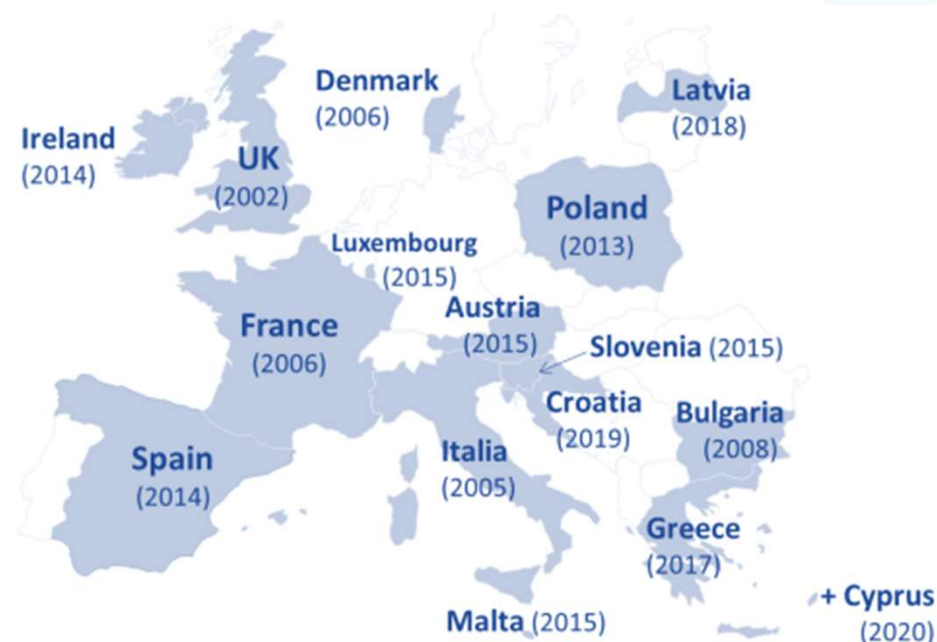 Denmark
(2006)
Latvia
(2018)
Ireland
(2014)
UK
(2002)
Poland
(2013)
Luxembourg
(2015)
Austria
(2015)
France
(2006)
Slovenia (2015)
Croatia
(2019)
Bulgaria
(2008)
Spain
(2014)
Italia
(2005)
Greece
(2017)
Malta (2015)
+ Cyprus
(2020)